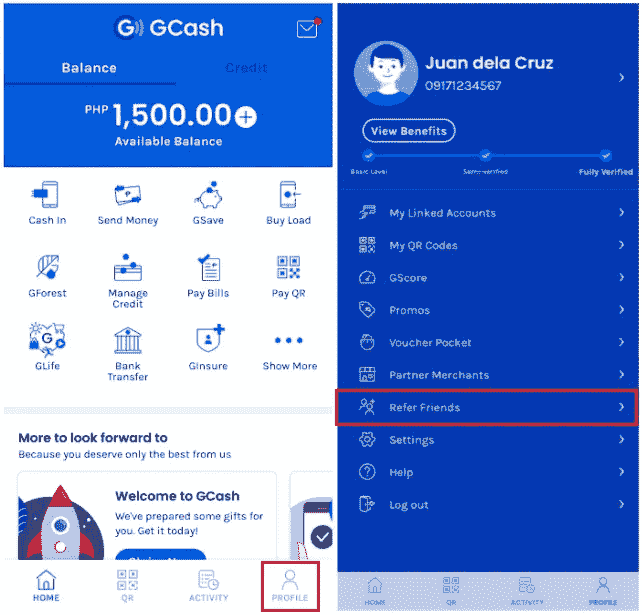 GCash
Balance
Credit
PHP 1,500.00
Available Balance
Cash In
Send Money
GSave
Buy Load
GForest
Manage
Credit
Pay Bills
Pay QR
GLife
Bank
Transfer
GInsure
Show More
More to look forward to
Because you deserve only the best from us
Welcome to GCash
We've prepared some gifts for
you. Get it today!
HOME
QR
ACTIVITY
PROFILE
Juan dela Cruz
09171234567
View Benefits
Basic Level
Semi-verified
Fully Verified
My Linked Accounts
My QR Codes
GScore
Promos
Voucher Pocket
Partner Merchants
Refer Friends
Settings
Help
Log out
HOME
QR
ACTIVITY
PROFILE